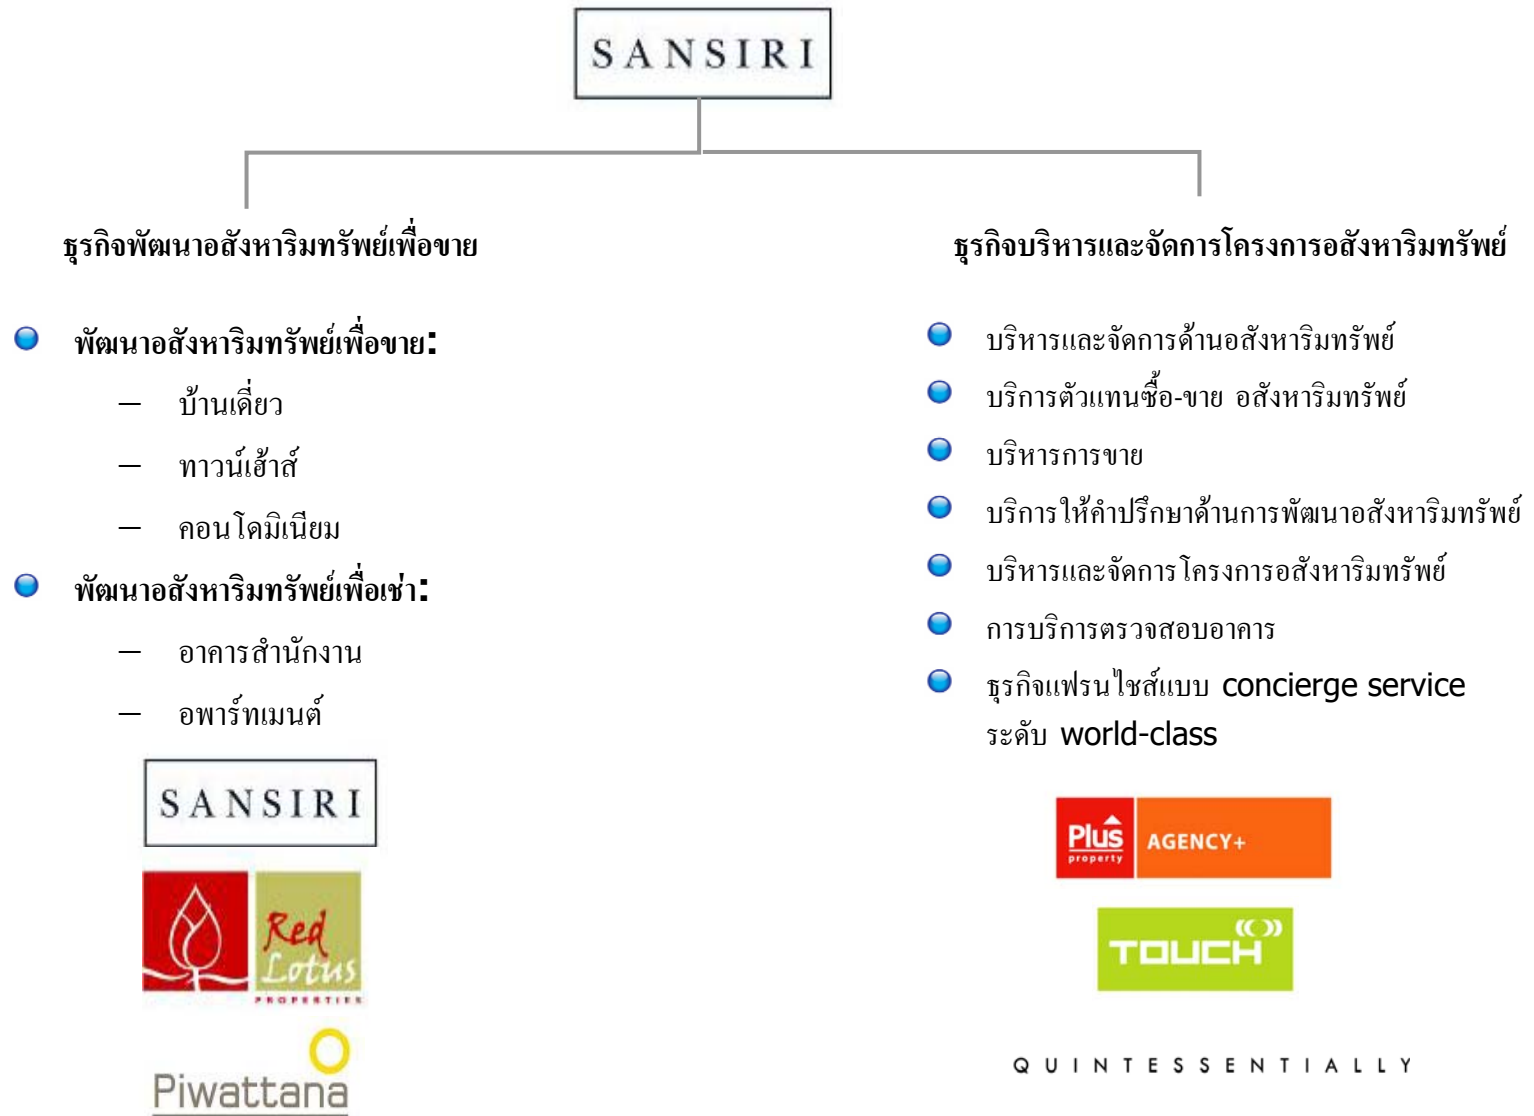 SANSIRI
ธุรกิจพัฒนาอสังหาริมทรัพย์เพื่อขาย
พัฒนาอสังหาริมทรัพย์เพื่อขาย:
— บ้านเดี่ยว
— ทาวน์เฮ้าส์
— คอนโดมิเนียม
พัฒนาอสังหาริมทรัพย์เพื่อเช่า:
— อาคารสำนักงาน
— อพาร์ทเมนต์
SANSIRI
Red
Lotus
PROPERTIES
Piwattana
ธุรกิจบริหารและจัดการโครงการอสังหาริมทรัพย์
บริหารและจัดการด้านอสังหาริมทรัพย์
บริการตัวแทนซื้อ-ขาย อสังหาริมทรัพย์
บริหารการขาย
บริการให้คำปรึกษาด้านการพัฒนาอสังหาริมทรัพย์
บริหารและจัดการโครงการอสังหาริมทรัพย์
การบริการตรวจสอบอาคาร
ธุรกิจแฟรนไชส์แบบ concierge service
ระดับ world-class
Plus
property
AGENCY+
TOUCH
QUINTESSENTIALLY